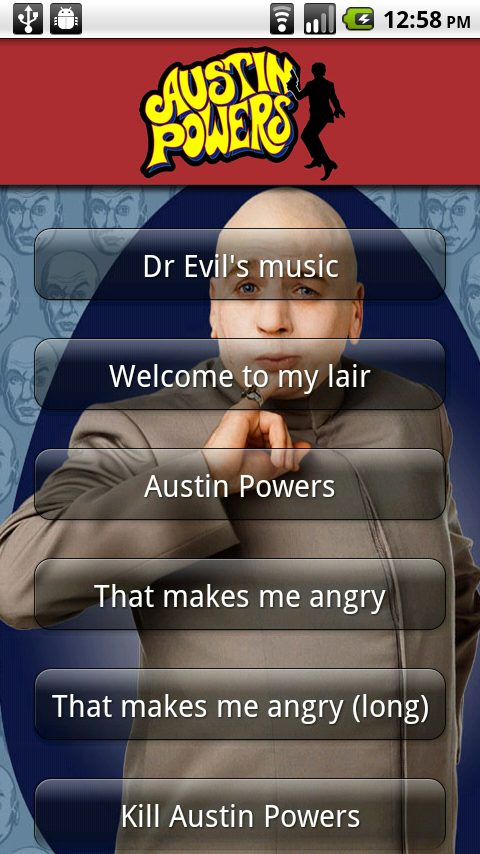 12:58 PM
AUSTIN
POWERS
Dr Evil's music
Welcome to my lair
Austin Powers
That makes me angry
That makes me angry (long)
Kill Austin Powers